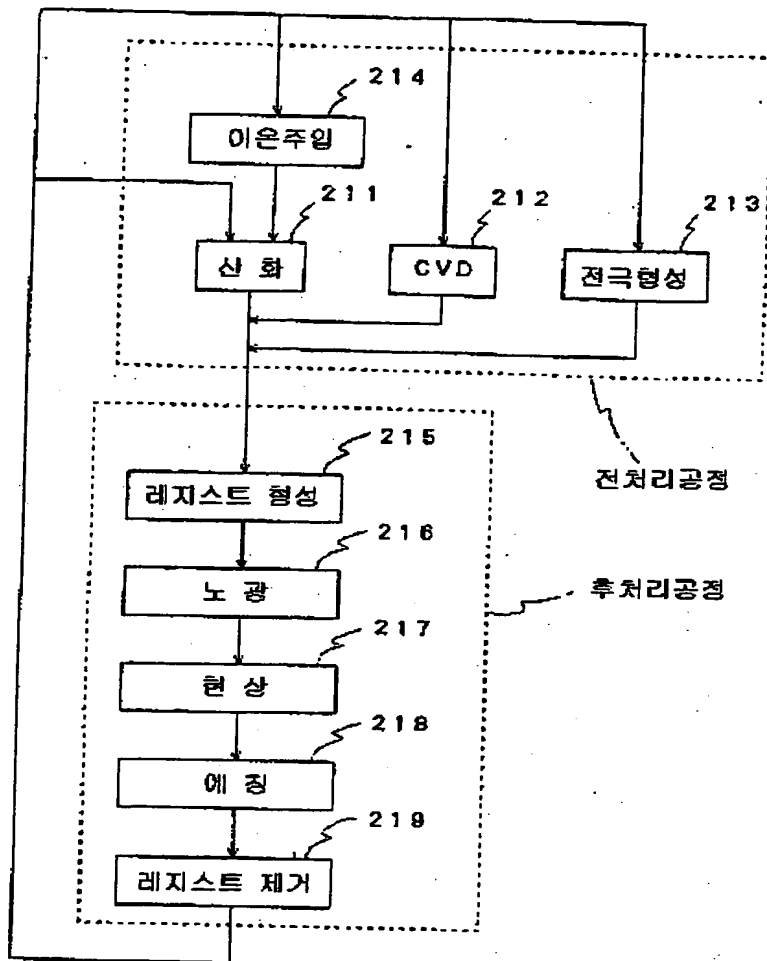 214
이온주입
211
212
213
산 화
CVD
전극형성
전처리공정
215
레지스트 형성
216
노 광
후처리공정
217
현 상
218
에 칭
219
레지스트 제거